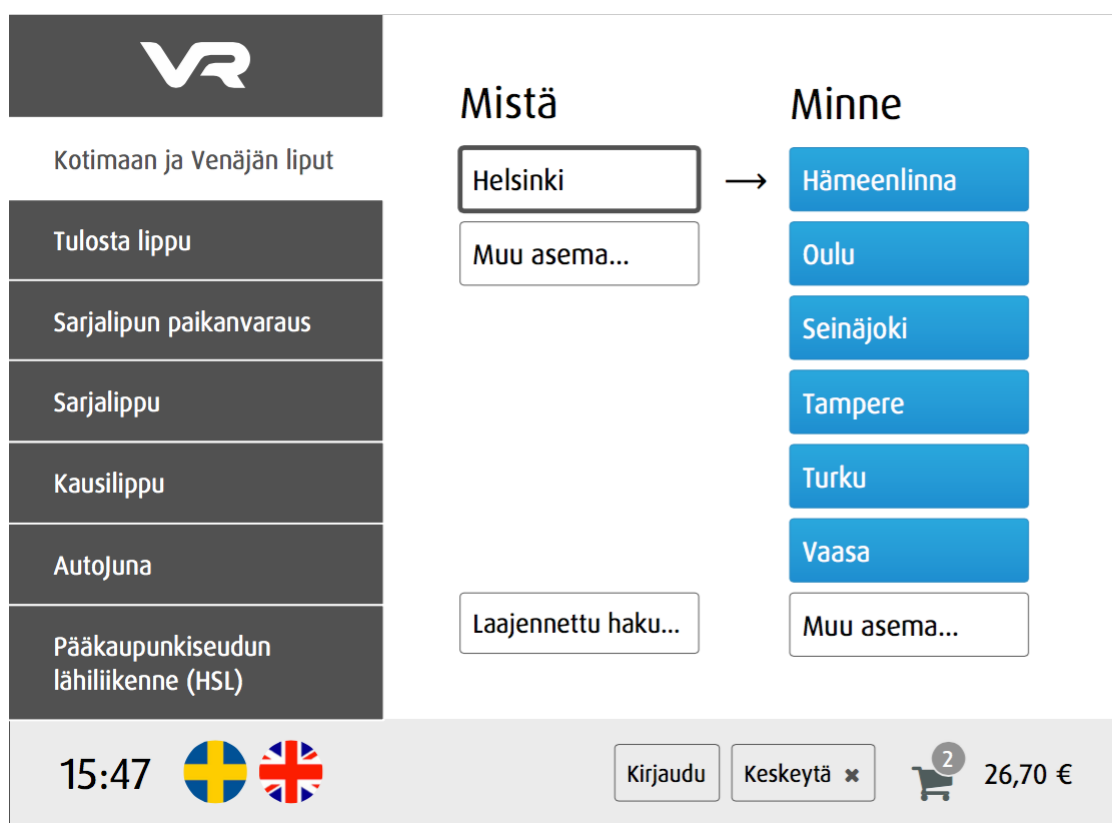 VR
Kotimaan ja Venäjän liput
Tulosta lippu
Sarjalipun paikanvaraus
Sarjalippu
Kausilippu
AutoJuna
Pääkaupunkiseudun
lähiliikenne (HSL)
Mistä
Helsinki
Muu asema...
Laajennettu haku...
Minne
Hämeenlinna
Oulu
Seinäjoki
Tampere
Turku
Vaasa
Muu asema...
15:47
Kirjaudu
Keskeytä
2
26,70 €